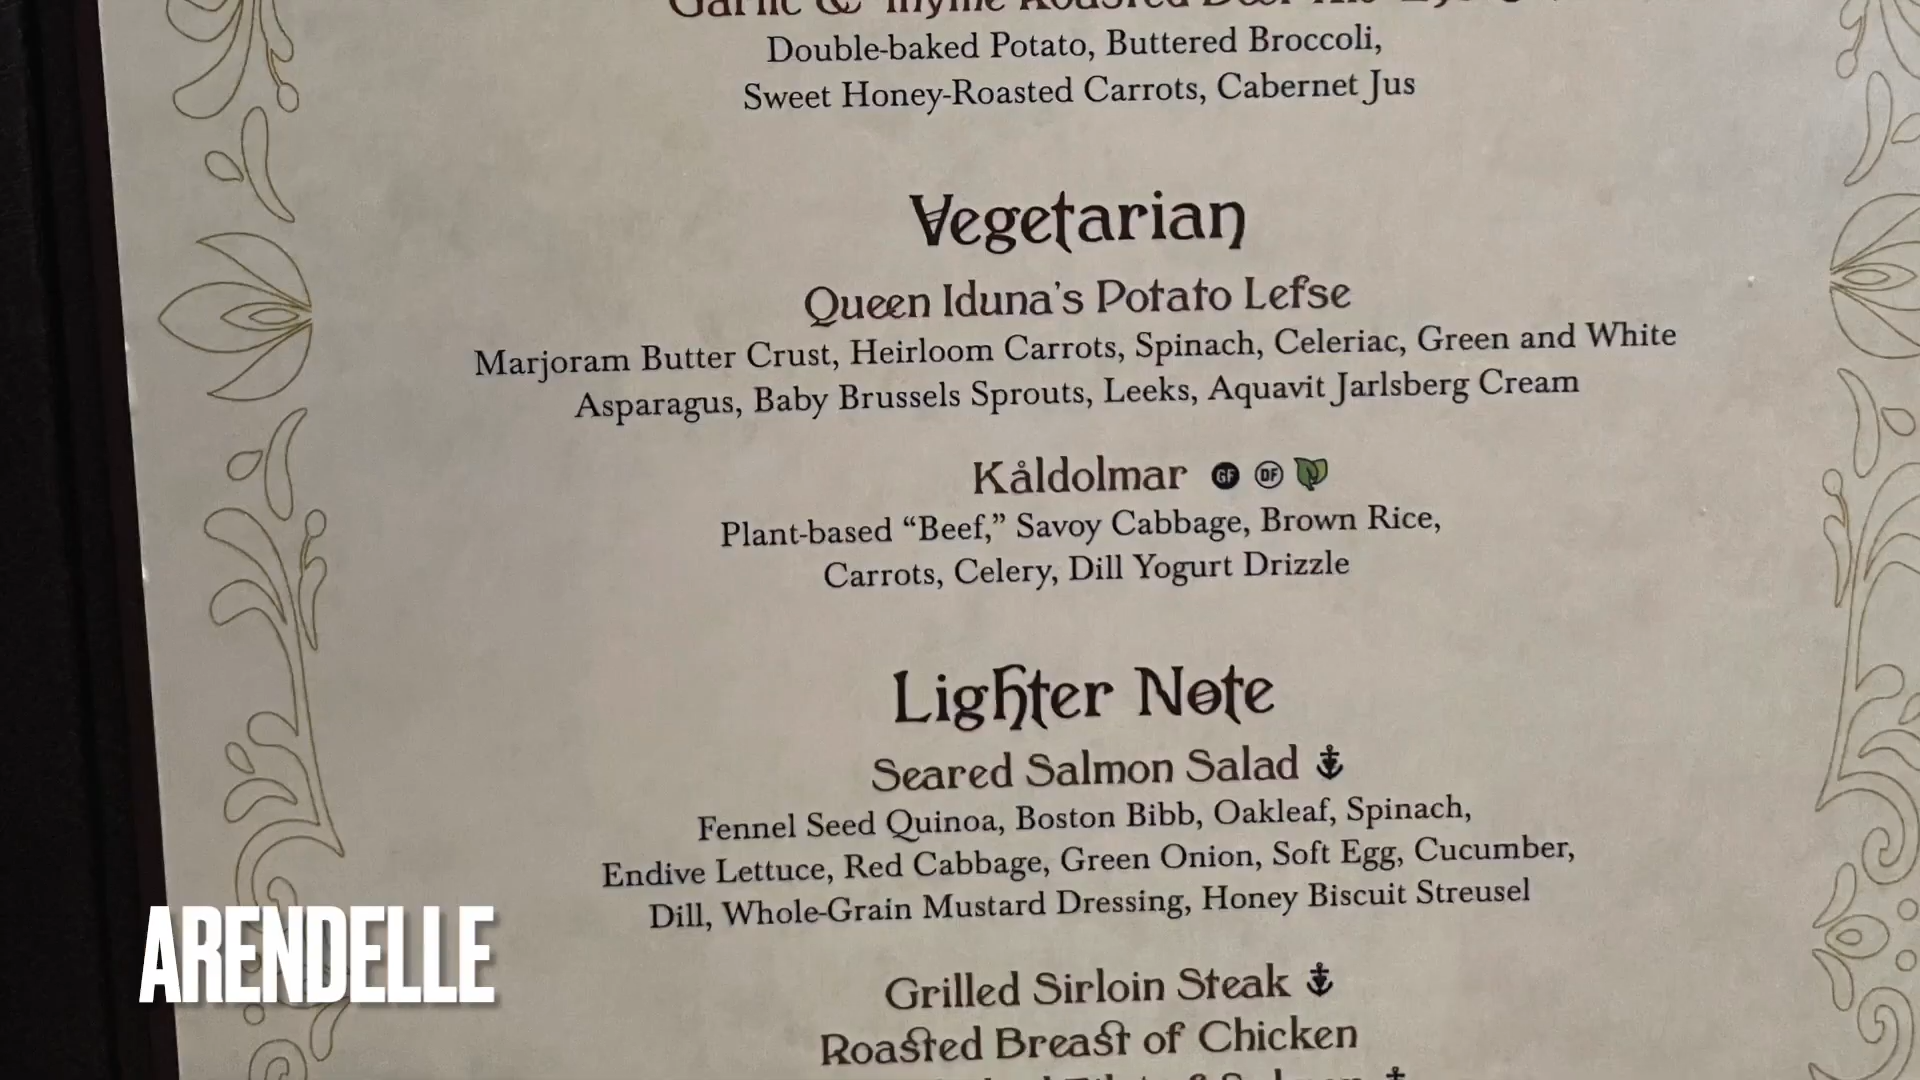 Garlic & Thyme Roasted
Double-baked Potato, Buttered Broccoli,
Sweet Honey-Roasted Carrots, Cabernet Jus
Vegetarian
Queen Iduna's Potato Lefse
Marjoram Butter Crust, Heirloom Carrots, Spinach, Celeriac, Green and White
Asparagus, Baby Brussels Sprouts, Leeks, Aquavit Jarlsberg Cream
Kåldolmar GF DF
Plant-based “Beef,” Savoy Cabbage, Brown Rice,
Carrots, Celery, Dill Yogurt Drizzle
Lighter Note
Seared Salmon Salad
Fennel Seed Quinoa, Boston Bibb, Oakleaf, Spinach,
Endive Lettuce, Red Cabbage, Green Onion, Soft Egg, Cucumber,
Dill, Whole-Grain Mustard Dressing, Honey Biscuit Streusel
ARENDELLE
Grilled Sirloin Steak
Roasted Breast of Chicken